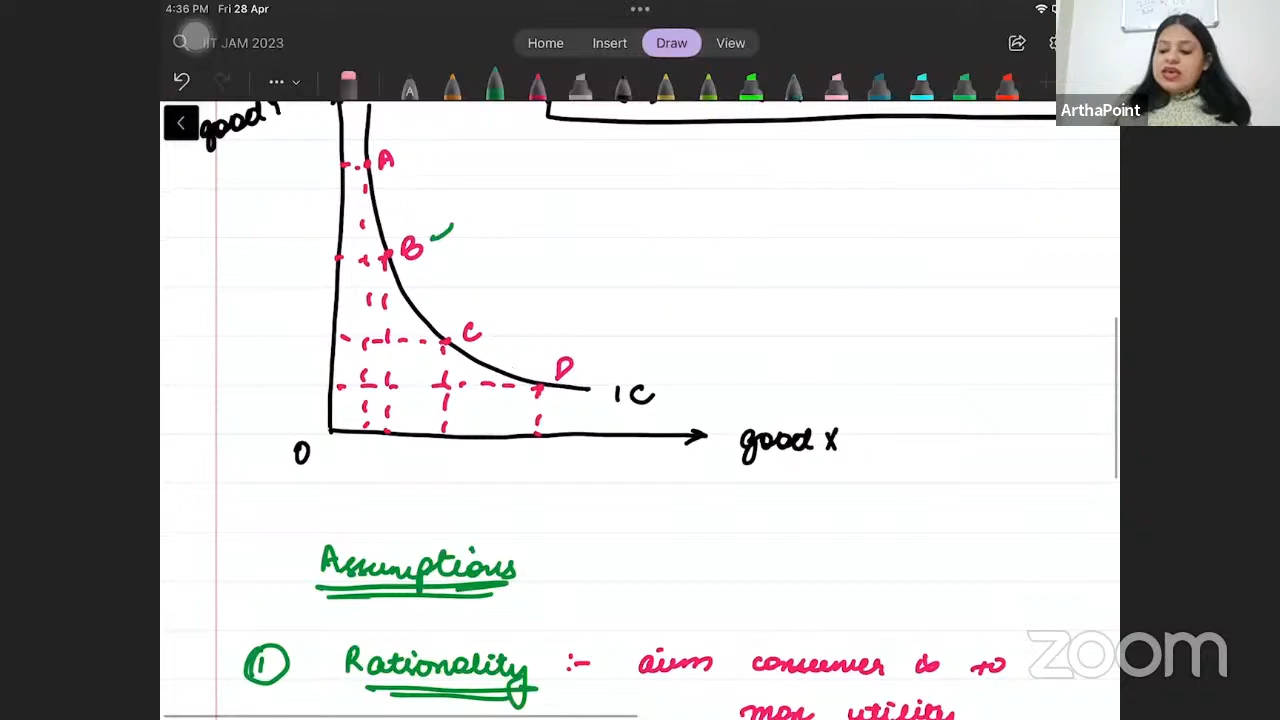 4:36 PM Fri 28 Apr
IIT JAM 2023
Home Insert Draw View
A
ArthaPoint
good Y
A
B
C
D
IC
O
good X
Assumptions
① Rationality :- aims consumer is to
max utility
zoom